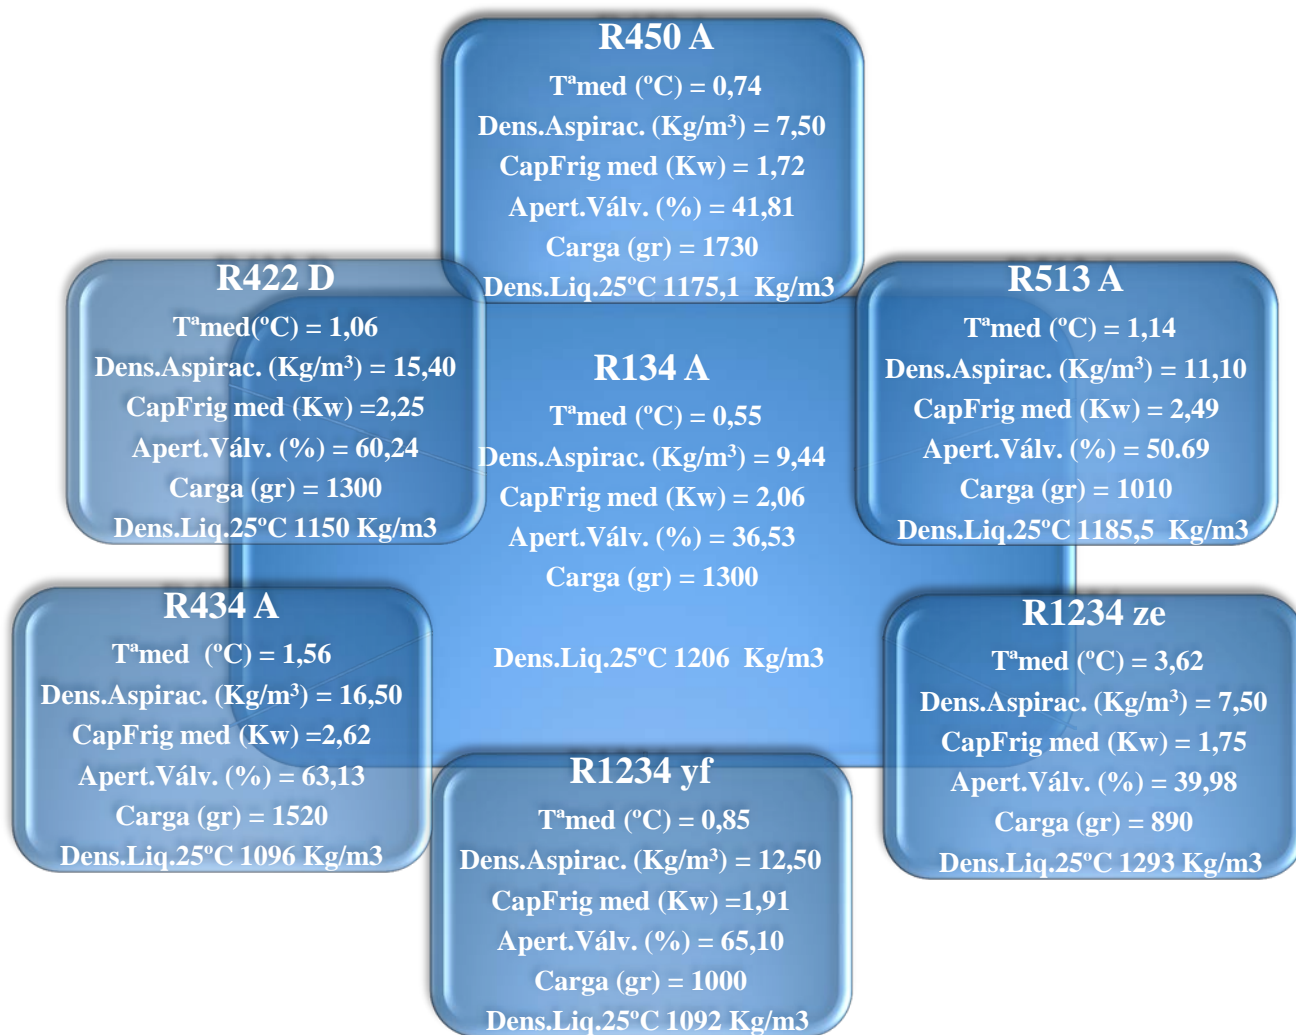 R450 A
Tªmed (ºC) = 0,74
Dens.Aspirac. (Kg/m³) = 7,50
CapFrig med (Kw) = 1,72
Apert.Válv. (%) = 41,81
Carga (gr) = 1730
Dens.Liq.25ºC 1175,1 Kg/m3
R422 D
Tªmed(ºC) = 1,06
Dens.Aspirac. (Kg/m³) = 15,40
CapFrig med (Kw) =2,25
Apert.Válv. (%) = 60,24
Carga (gr) = 1300
Dens.Liq.25ºC 1150 Kg/m3
R134 A
Tªmed (ºC) = 0,55
Dens.Aspirac. (Kg/m³) = 9,44
CapFrig med (Kw) = 2,06
Apert.Válv. (%) = 36,53
Carga (gr) = 1300
Dens.Liq.25ºC 1206 Kg/m3
R513 A
Tªmed (ºC) = 1,14
Dens.Aspirac. (Kg/m³) = 11,10
CapFrig med (Kw) = 2,49
Apert.Válv. (%) = 50.69
Carga (gr) = 1010
Dens.Liq.25ºC 1185,5 Kg/m3
R434 A
Tªmed (ºC) = 1,56
Dens.Aspirac. (Kg/m³) = 16,50
CapFrig med (Kw) =2,62
Apert.Válv. (%) = 63,13
Carga (gr) = 1520
Dens.Liq.25ºC 1096 Kg/m3
R1234 yf
Tªmed (ºC) = 0,85
Dens.Aspirac. (Kg/m³) = 12,50
CapFrig med (Kw) =1,91
Apert.Válv. (%) = 65,10
Carga (gr) = 1000
Dens.Liq.25ºC 1092 Kg/m3
R1234 ze
Tªmed (ºC) = 3,62
Dens.Aspirac. (Kg/m³) = 7,50
CapFrig med (Kw) = 1,75
Apert.Válv. (%) = 39,98
Carga (gr) = 890
Dens.Liq.25ºC 1293 Kg/m3